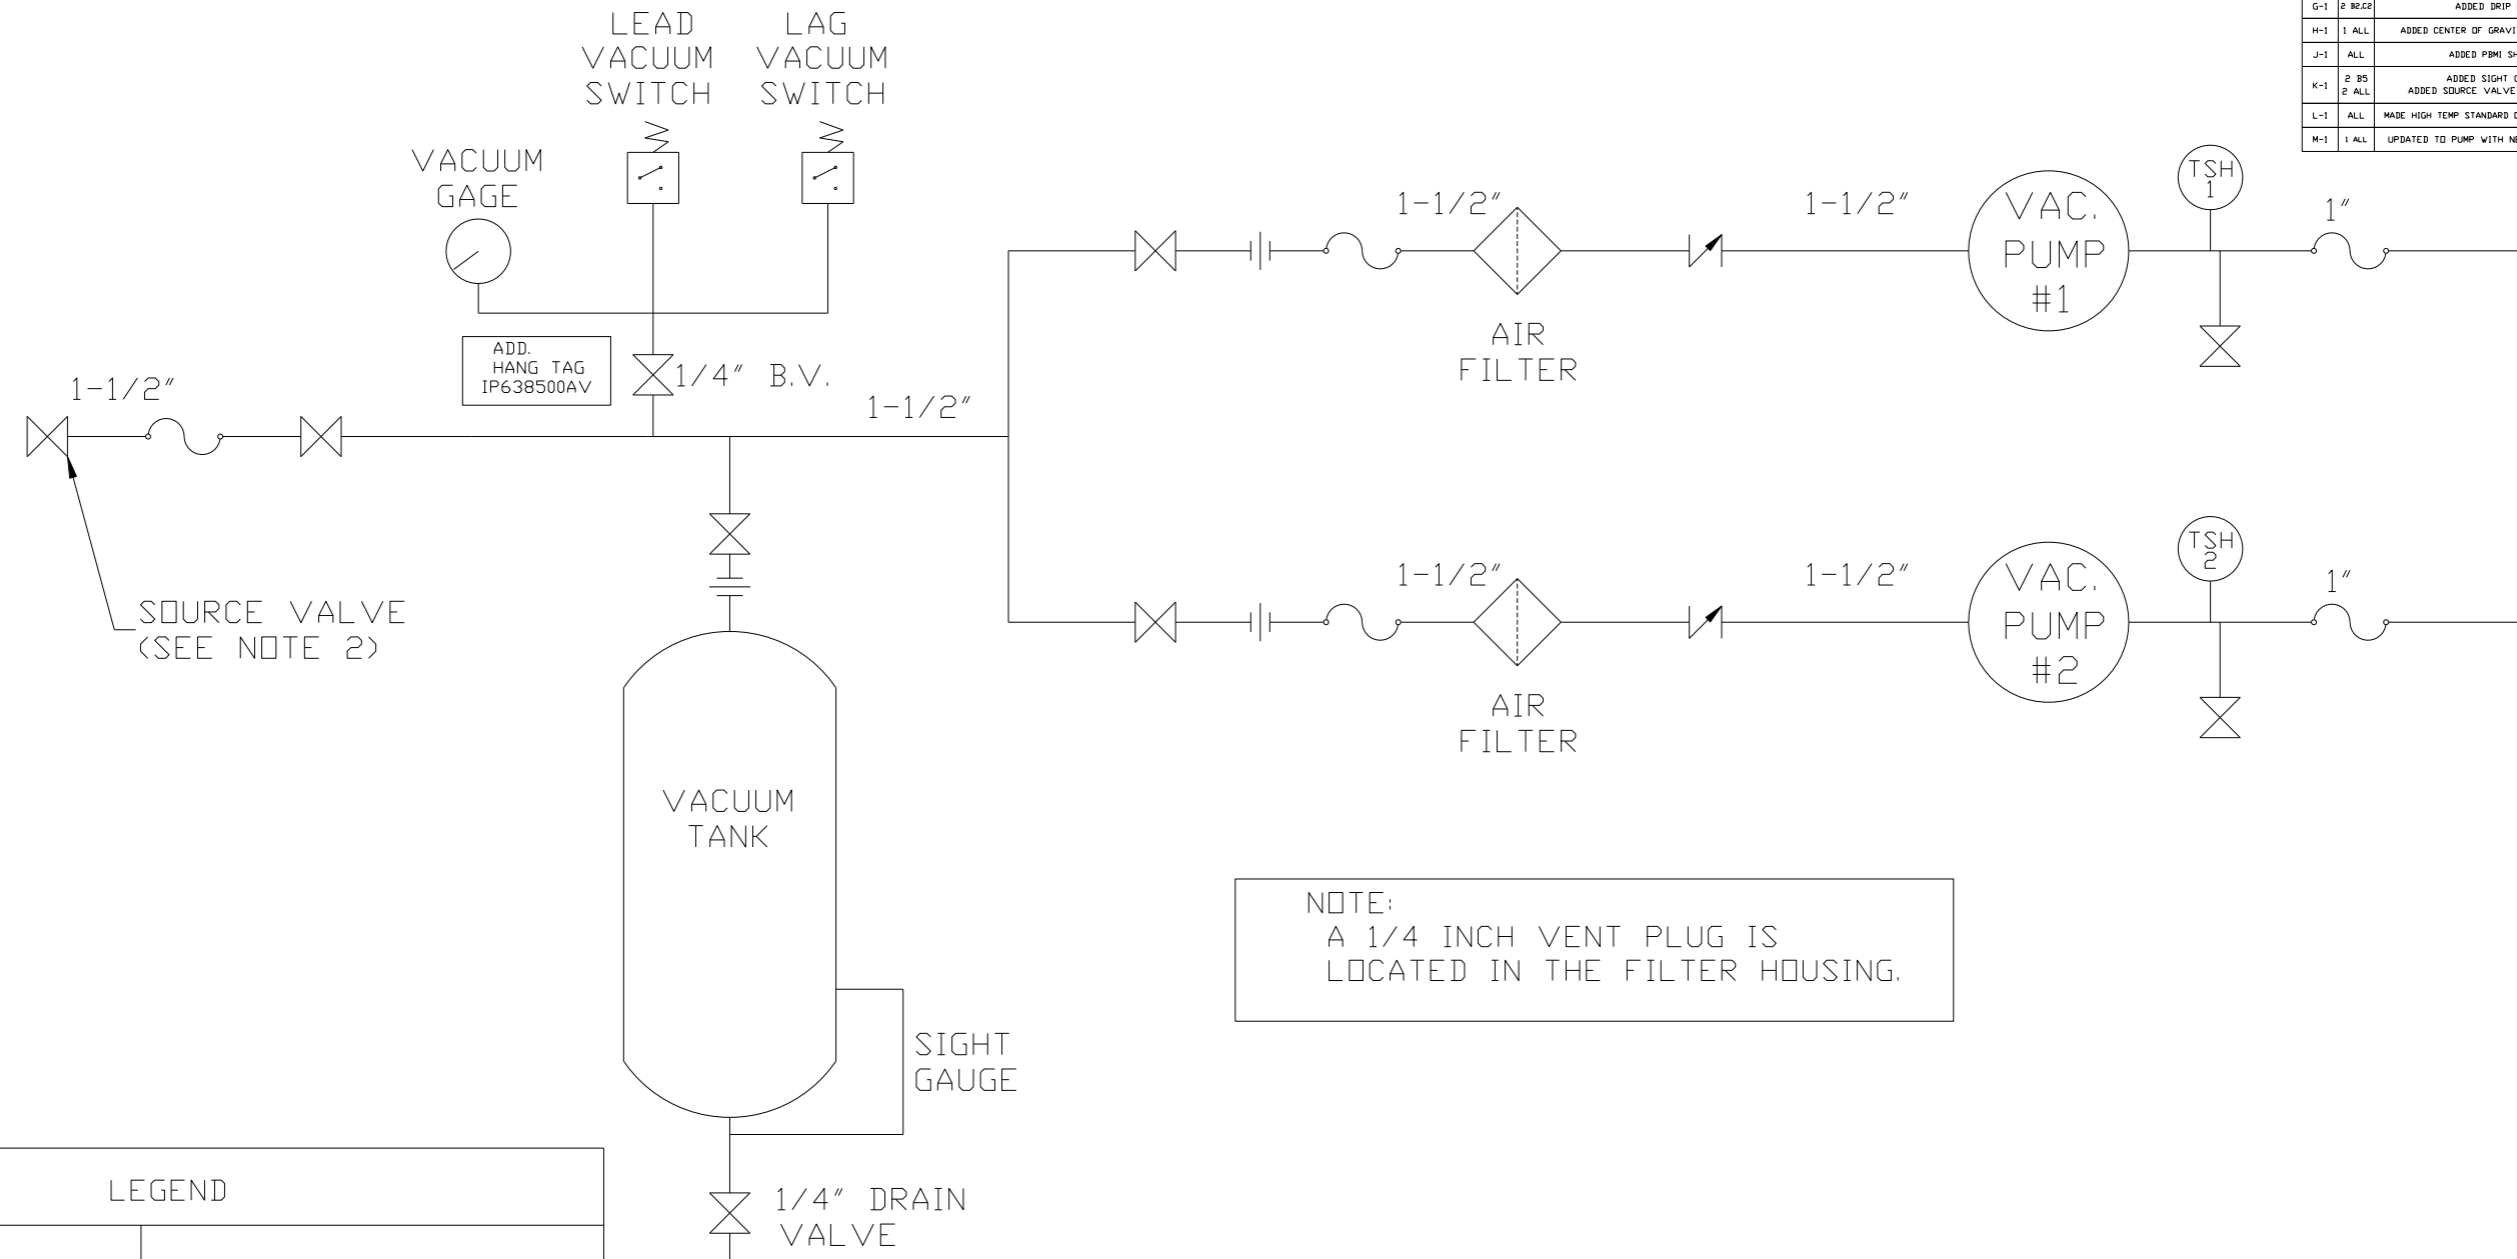 LEAD
VACUUM
SWITCH
LAG
VACUUM
SWITCH
VACUUM
GAGE
ADD.
HANG TAG
IP638500AV
1/4" B.V.
1-1/2"
1-1/2"
SOURCE VALVE
(SEE NOTE 2)
1-1/2"
1-1/2"
AIR
FILTER
VAC.
PUMP
#1
TSH
1
1"
1-1/2"
1-1/2"
AIR
FILTER
VAC.
PUMP
#2
TSH
2
1"
VACUUM
TANK
SIGHT
GAUGE
1/4" DRAIN
VALVE
NOTE:
A 1/4 INCH VENT PLUG IS
LOCATED IN THE FILTER HOUSING.
LEGEND
G-1 2 B2,C2 ADDED DRIP
H-1 1 ALL ADDED CENTER OF
J-1 ALL ADDED PBMI
K-1 2 B5 ADDED SIGHT
2 ALL ADDED SOURCE VALVE
L-1 ALL MADE HIGH TEMP STANDARD
M-1 1 ALL UPDATED TO PUMP WITH